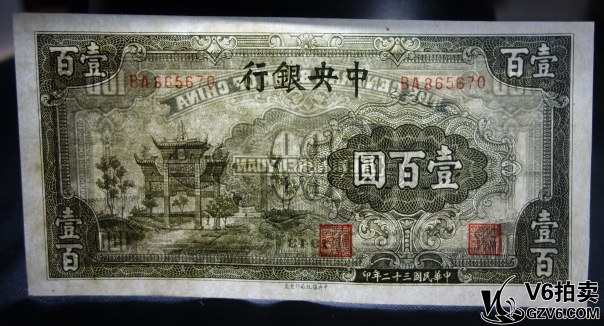 壹百
壹百
行銀央中
BA865670
BA865670
圓百壹
壹百
壹百
印年二十三國民華中
V6拍卖
GZV6.COM